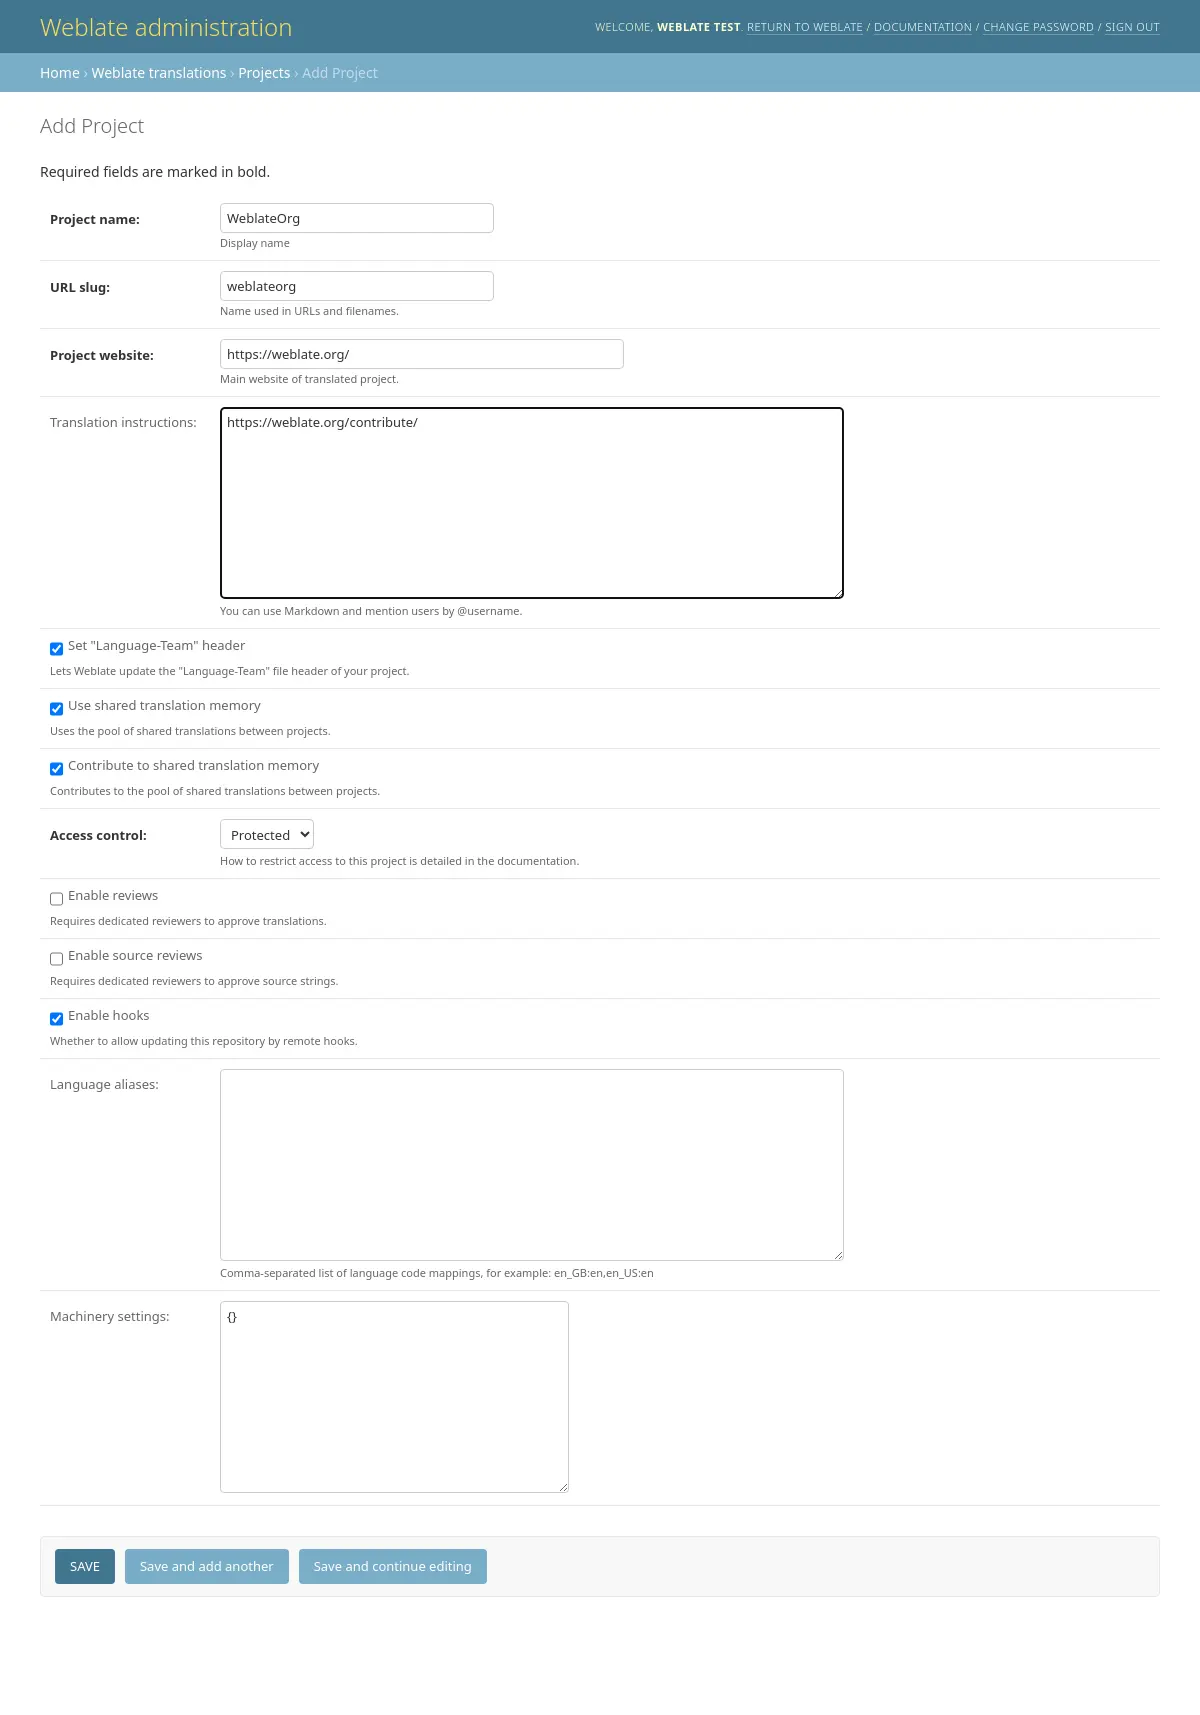 Weblate administration
WELCOME, WEBLATE TEST. RETURN TO WEBLATE / DOCUMENTATION / CHANGE PASSWORD / SIGN OUT
Home › Weblate translations › Projects › Add Project
Add Project
Required fields are marked in bold.
Project name:
WeblateOrg
Display name
URL slug:
weblateorg
Name used in URLs and filenames.
Project website:
https://weblate.org/
Main website of translated project.
Translation instructions:
https://weblate.org/contribute/
You can use Markdown and mention users by @username.
Set "Language-Team" header
Lets Weblate update the "Language-Team" file header of your project.
Use shared translation memory
Uses the pool of shared translations between projects.
Contribute to shared translation memory
Contributes to the pool of shared translations between projects.
Access control:
Protected
How to restrict access to this project is detailed in the documentation.
Enable reviews
Requires dedicated reviewers to approve translations.
Enable source reviews
Requires dedicated reviewers to approve source strings.
Enable hooks
Whether to allow updating this repository by remote hooks.
Language aliases:
Comma-separated list of language code mappings, for example: en_GB:en,en_US:en
Machinery settings:
{}
SAVE
Save and add another
Save and continue editing